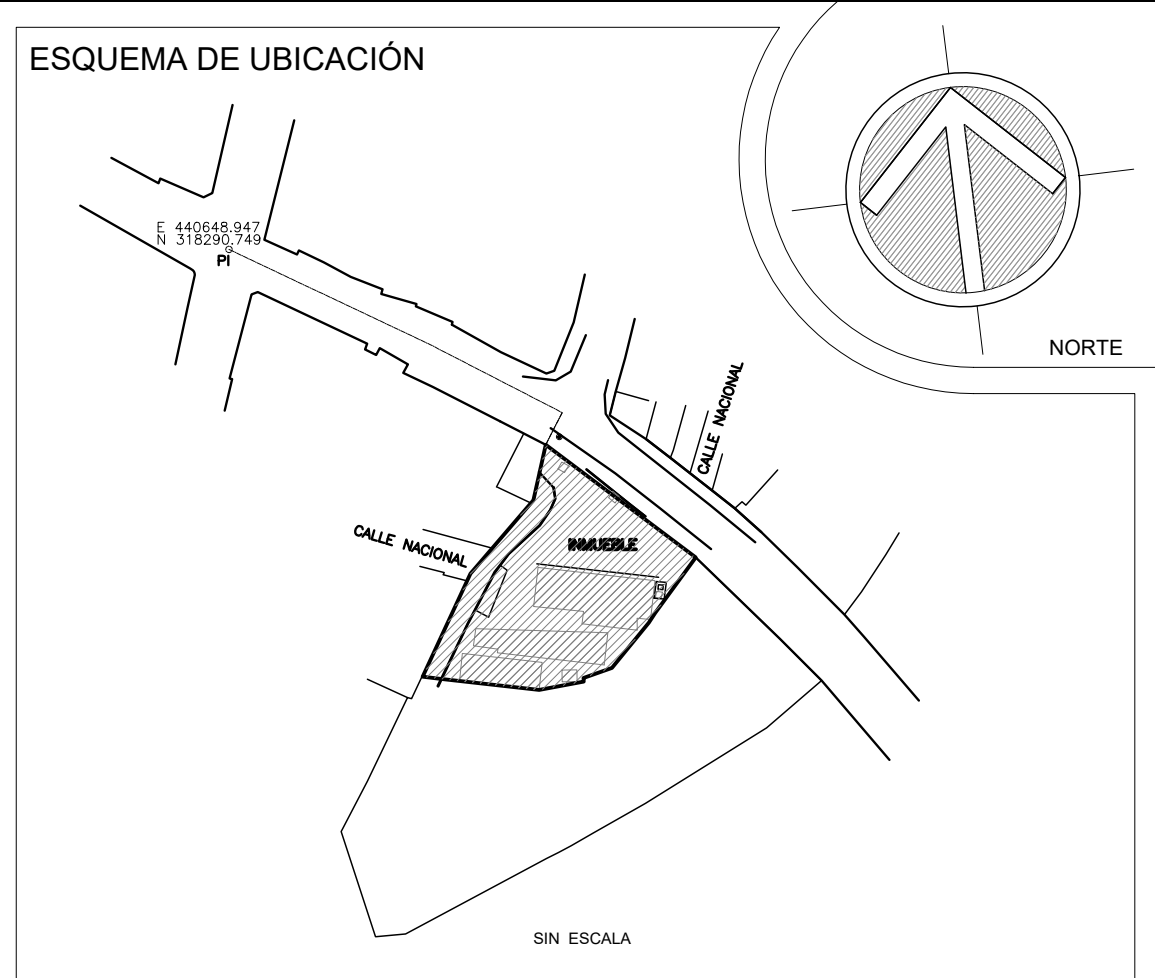 ESQUEMA DE UBICACIÓN
E 440648.947
N 318290.749
PI
NORTE
CALLE NACIONAL
CALLE NACIONAL
INMUEBLE
SIN ESCALA